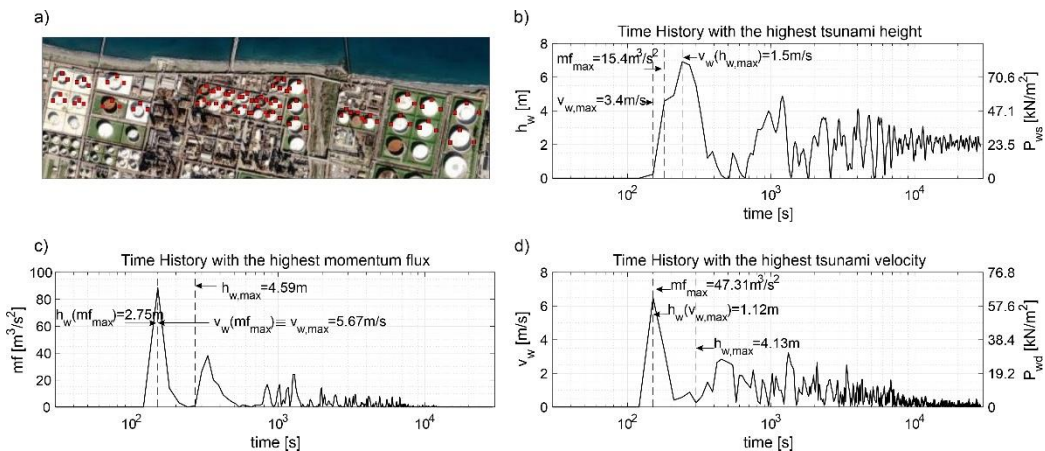 a)
b)
Time History with the highest tsunami height
mf_max=15.4m³/s²
v_w(h_w,max)=1.5m/s
v_w,max=3.4m/s
h_w [m]
8
6
4
2
0
70.6
47.1
23.5
0
P_ws [kN/m²]
10² 10³ 10⁴
time [s]
c)
Time History with the highest momentum flux
h_w,max=4.59m
h_w(mf_max)=2.75m
v_w(mf_max)≡ v_w,max=5.67m/s
mf [m³/s²]
100
80
60
40
20
0
10² 10³ 10⁴
time [s]
d)
Time History with the highest tsunami velocity
mf_max=47.31m³/s²
h_w(v_w,max)=1.12m
h_w,max=4.13m
v_w [m/s]
8
6
4
2
0
76.8
57.6
38.4
19.2
0
P_wd [kN/m²]
10² 10³ 10⁴
time [s]